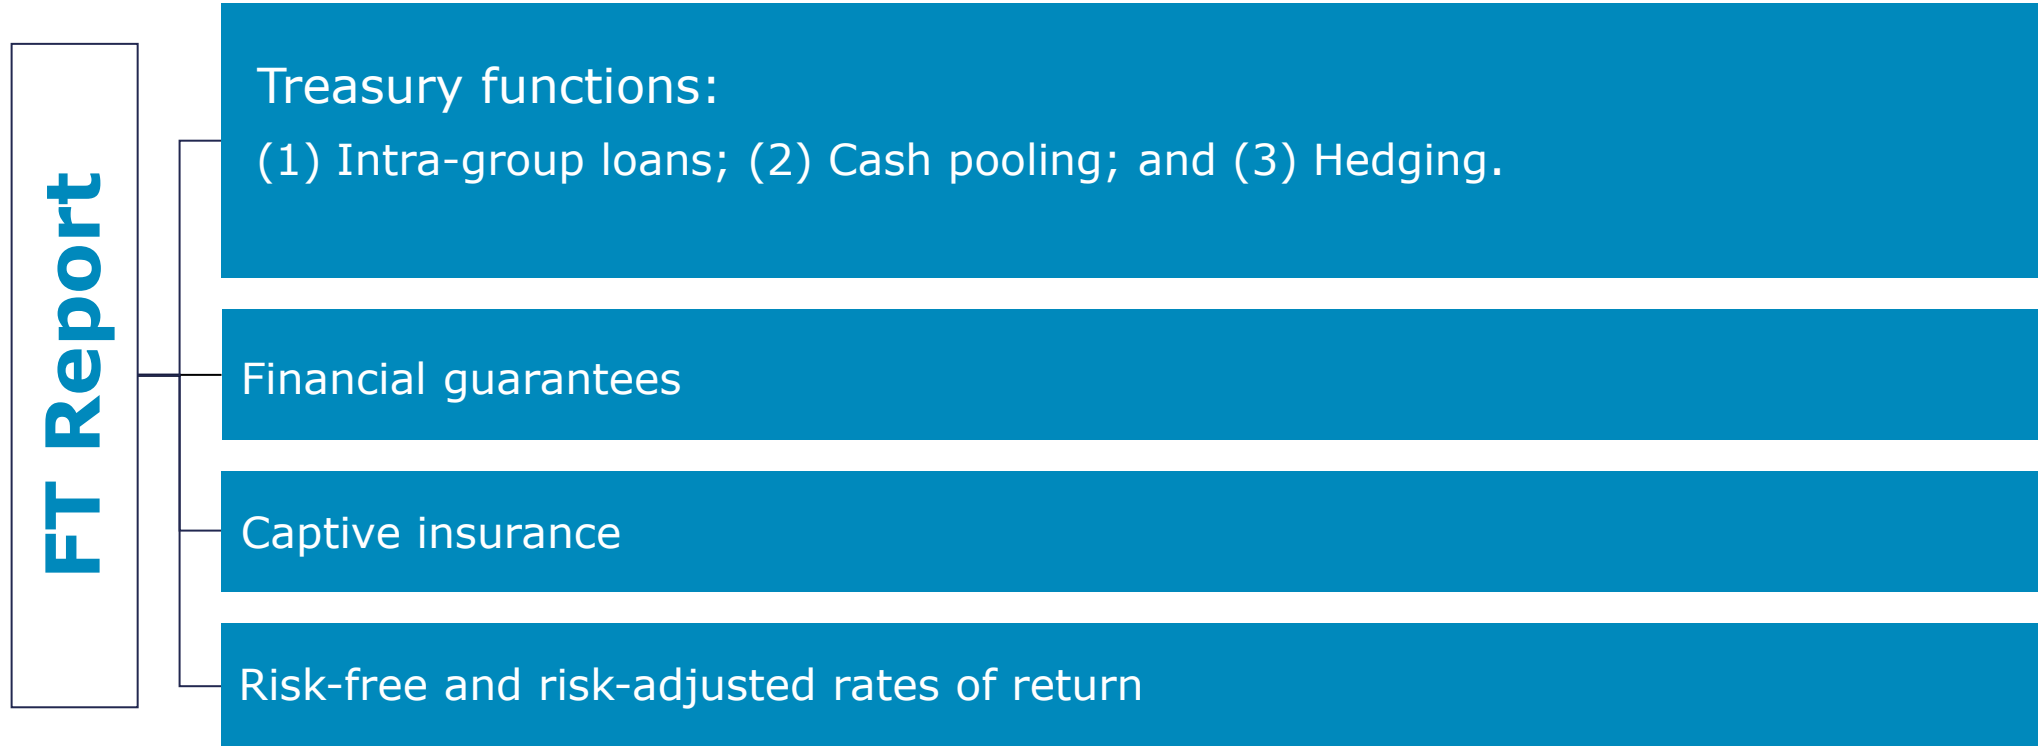 FT Report
Treasury functions:
(1) Intra-group loans; (2) Cash pooling; and (3) Hedging.
Financial guarantees
Captive insurance
Risk-free and risk-adjusted rates of return